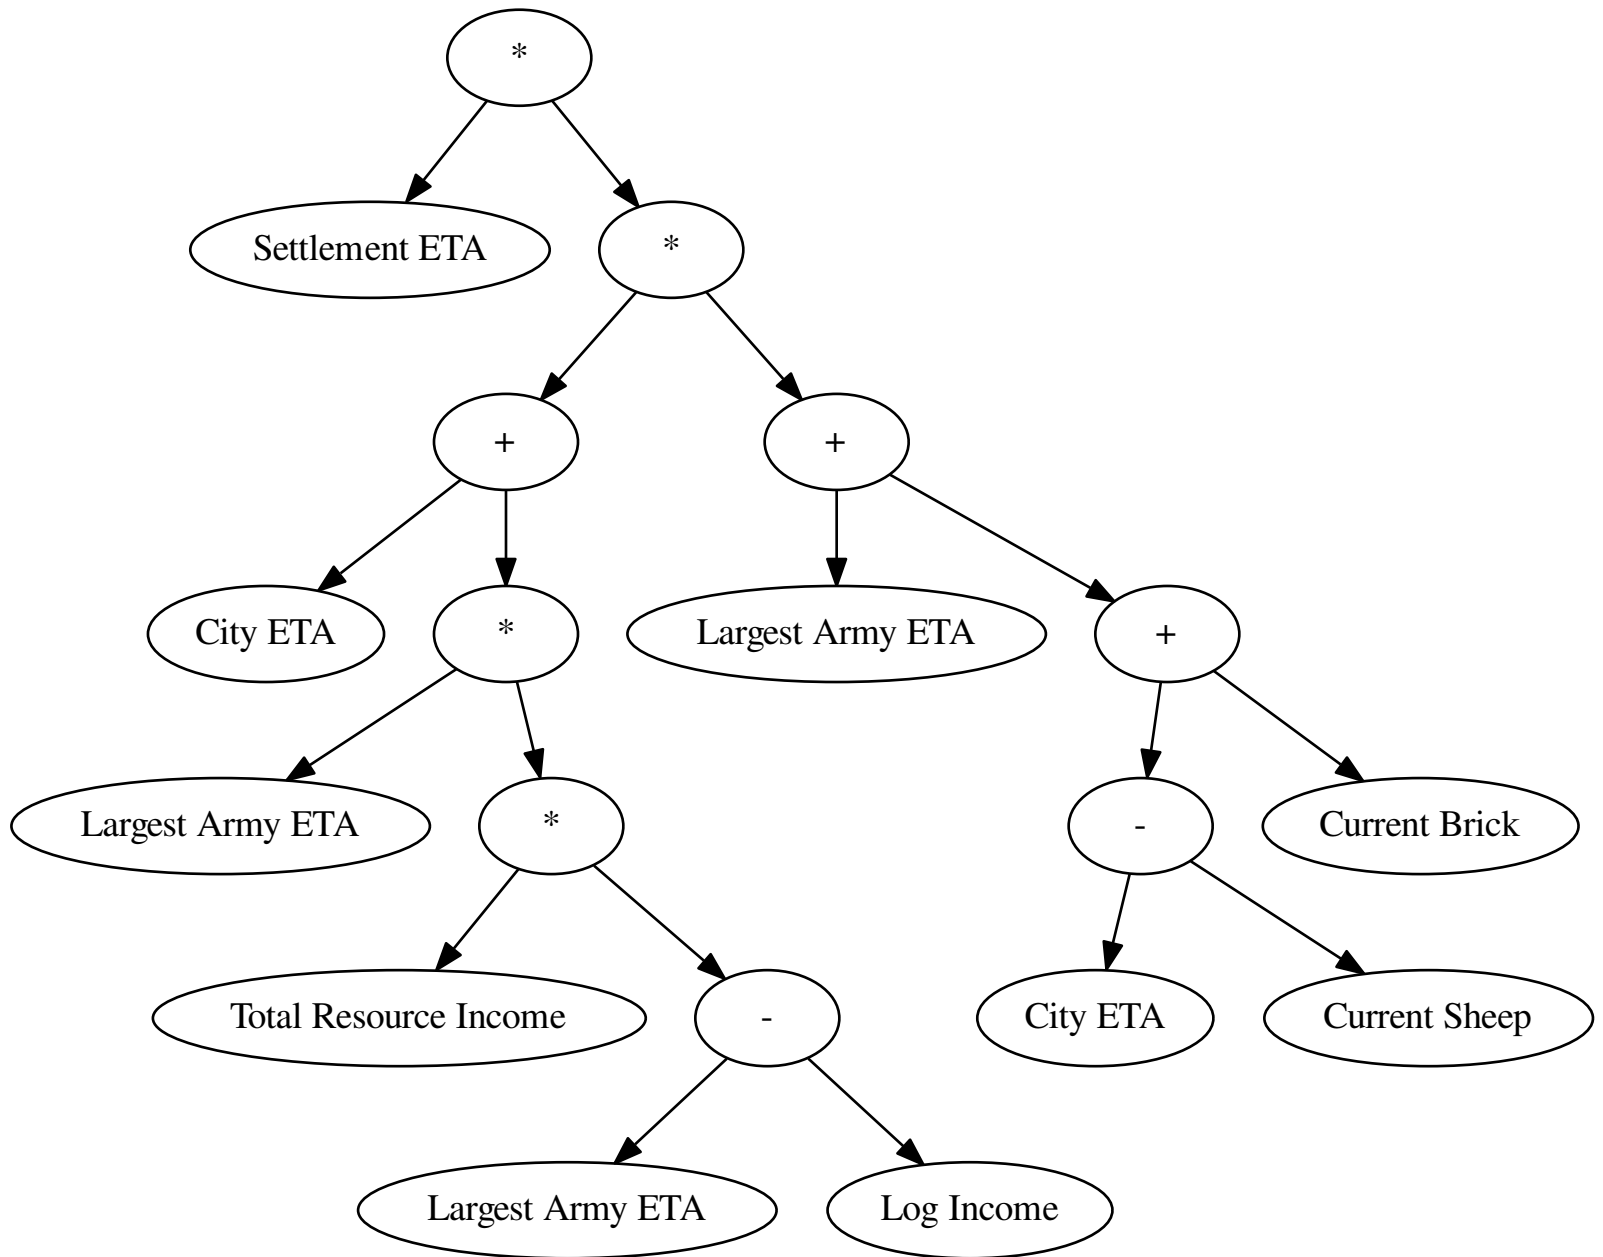 *
Settlement ETA
*
+
+
City ETA
*
Largest Army ETA
+
Largest Army ETA
*
-
Current Brick
Total Resource Income
-
City ETA
Current Sheep
Largest Army ETA
Log Income